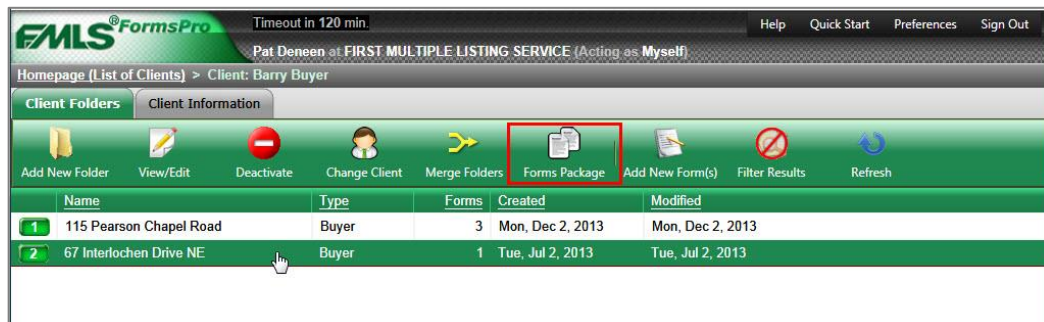 FMLS®FormsPro
Timeout in 120 min.
Help Quick Start Preferences Sign Out
Pat Deneen at FIRST MULTIPLE LISTING SERVICE (Acting as Myself)
Homepage (List of Clients) > Client: Barry Buyer
Client Folders Client Information
Add New Folder View/Edit Deactivate Change Client Merge Folders Forms Package Add New Form(s) Filter Results Refresh
Name Type Forms Created Modified
1 115 Pearson Chapel Road Buyer 3 Mon, Dec 2, 2013 Mon, Dec 2, 2013
2 67 Interlochen Drive NE Buyer 1 Tue, Jul 2, 2013 Tue, Jul 2, 2013